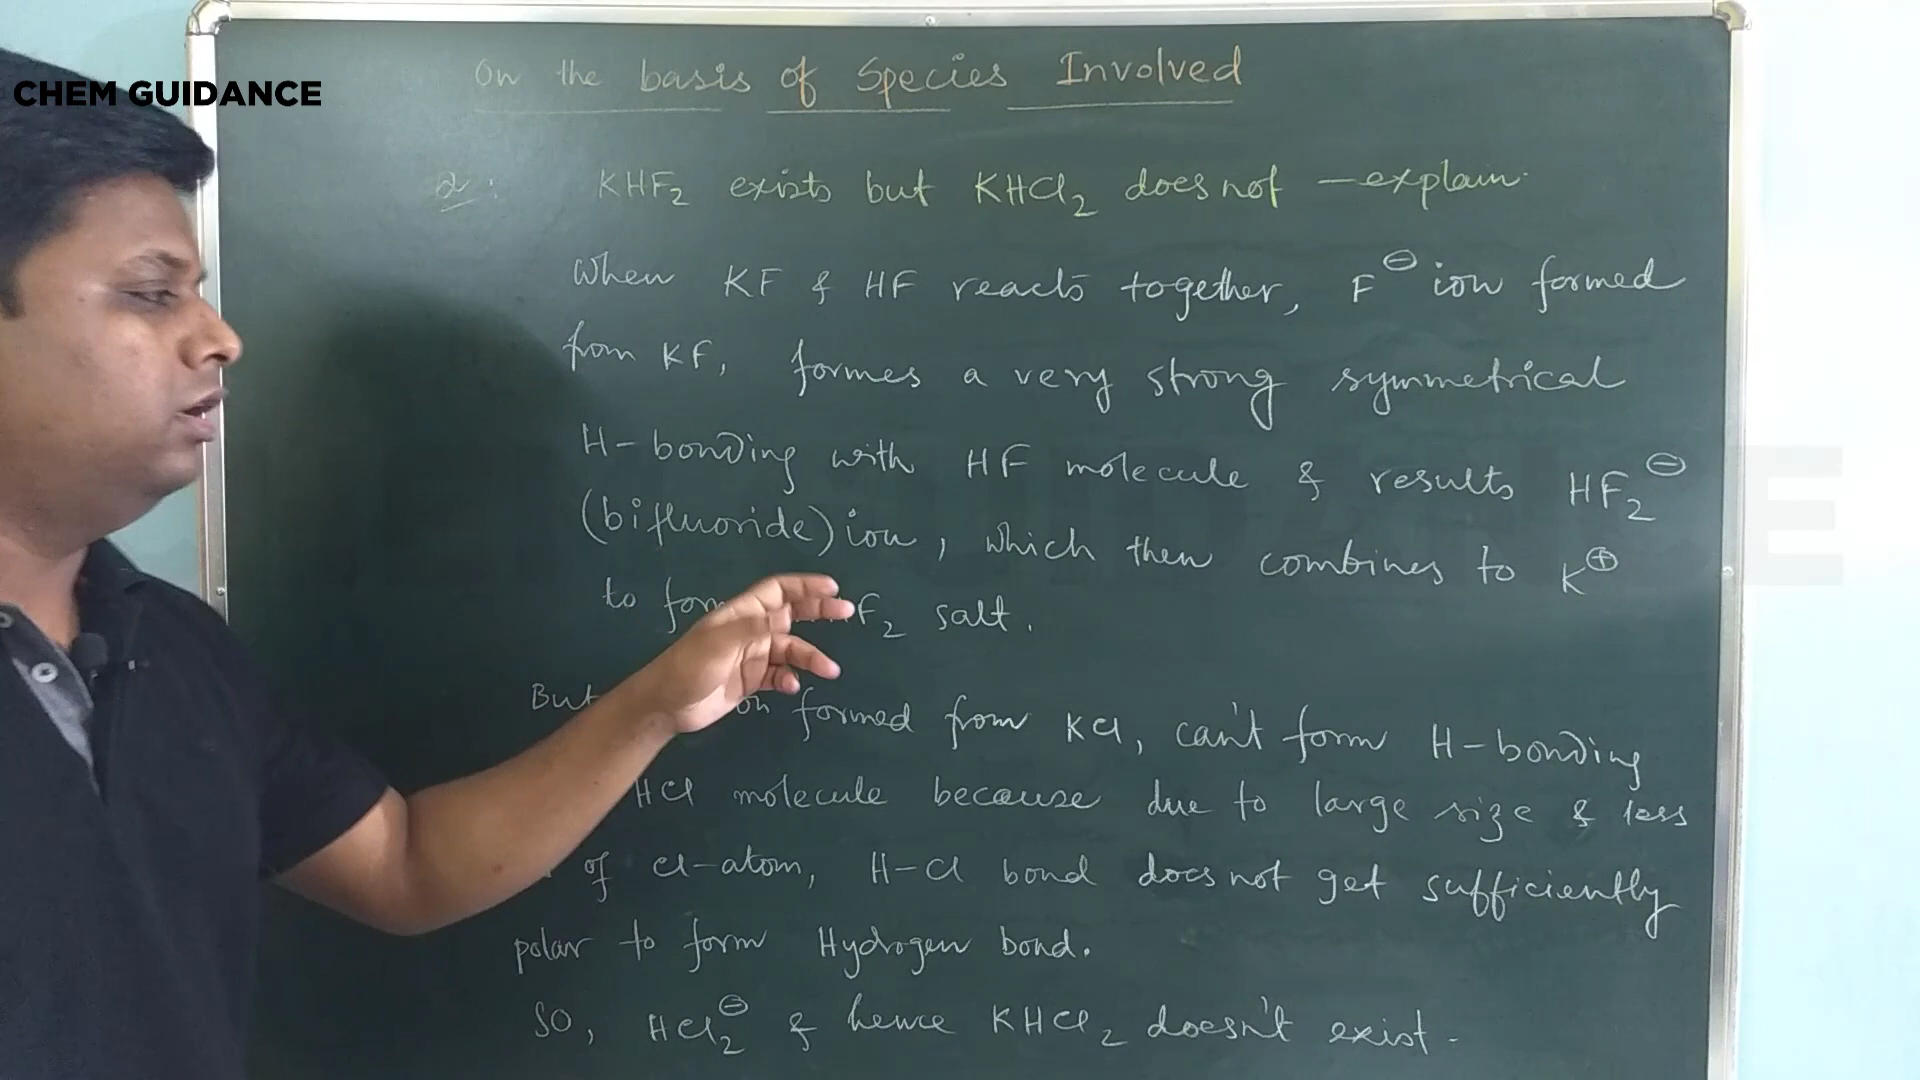 CHEM GUIDANCE
On the basis of Species Involved
Q: KHF₂ exists but KHCl₂ does not - explain.
When KF & HF reacts together, F⊖ ion formed
from KF, formes a very strong symmetrical
H-bonding with HF molecule & results HF₂⊖
(bifluoride) ion, which then combines to K⊕
to F₂ salt.
But formed from KCl, can't form H-bonding
HCl molecule because due to large size & less
of Cl-atom, H-Cl bond does not get sufficiently
polar to form Hydrogen bond.
SO, HCl₂⊖ & hence KHCl₂ doesn't exist.